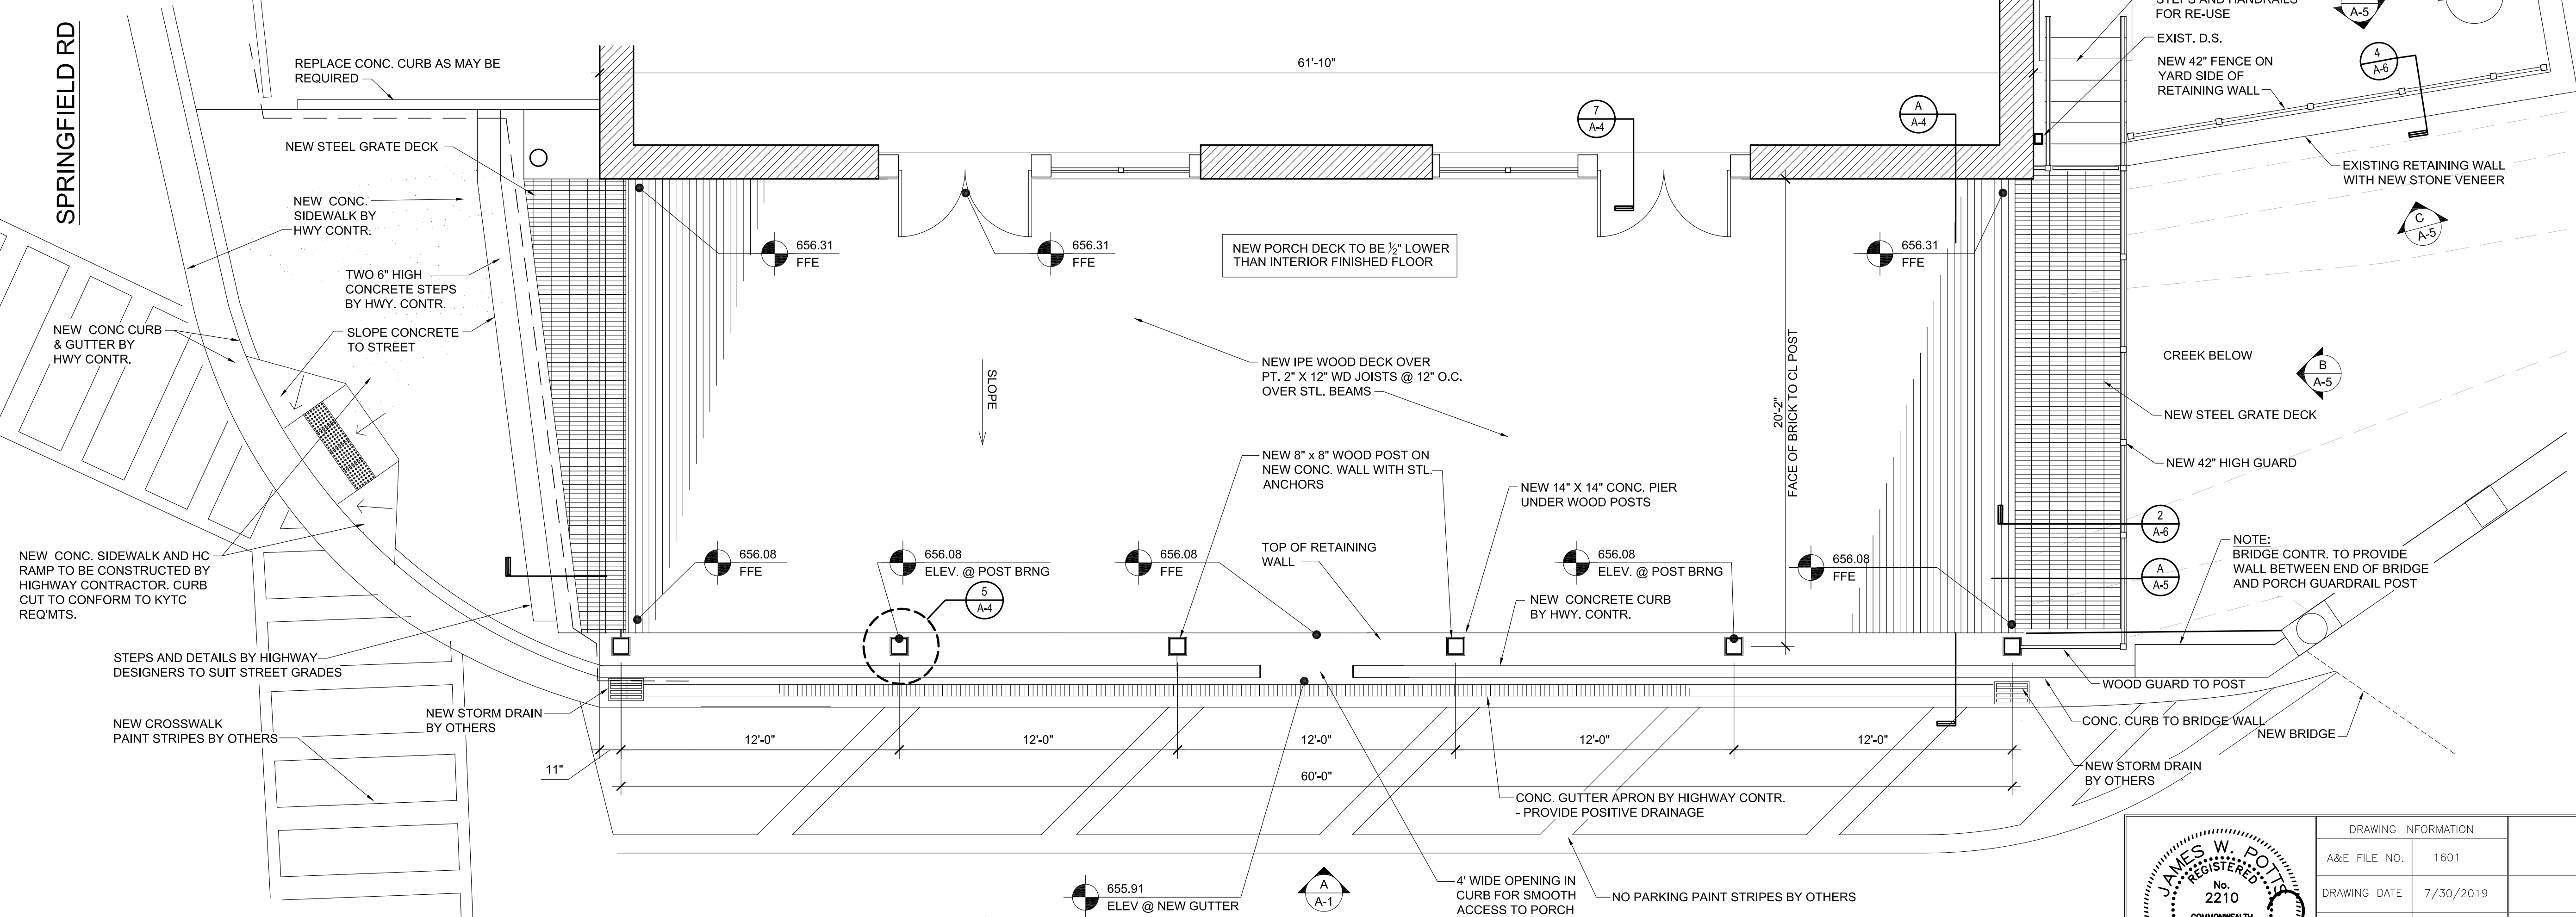 SPRINGFIELD RD
REPLACE CONC. CURB AS MAY BE
REQUIRED
NEW STEEL GRATE DECK
NEW CONC.
SIDEWALK BY
HWY CONTR.
TWO 6" HIGH
CONCRETE STEPS
BY HWY. CONTR.
NEW CONC CURB
& GUTTER BY
HWY CONTR.
SLOPE CONCRETE
TO STREET
NEW CONC. SIDEWALK AND HC
RAMP TO BE CONSTRUCTED BY
HIGHWAY CONTRACTOR. CURB
CUT TO CONFORM TO KYTC
REQ'MTS.
STEPS AND DETAILS BY HIGHWAY
DESIGNERS TO SUIT STREET GRADES
NEW CROSSWALK
PAINT STRIPES BY OTHERS
NEW STORM DRAIN
BY OTHERS
61'-10"
7
A-4
A
A-4
656.31
FFE
656.31
FFE
NEW PORCH DECK TO BE ½" LOWER
THAN INTERIOR FINISHED FLOOR
656.31
FFE
SLOPE
NEW IPE WOOD DECK OVER
PT. 2" X 12" WD JOISTS @ 12" O.C.
OVER STL. BEAMS
20'-2"
FACE OF BRICK TO CL POST
NEW 8" x 8" WOOD POST ON
NEW CONC. WALL WITH STL.
ANCHORS
NEW 14" X 14" CONC. PIER
UNDER WOOD POSTS
656.08
FFE
656.08
ELEV. @ POST BRNG
5
A-4
656.08
FFE
TOP OF RETAINING
WALL
656.08
ELEV. @ POST BRNG
656.08
FFE
NEW CONCRETE CURB
BY HWY. CONTR.
12'-0"
12'-0"
12'-0"
12'-0"
12'-0"
11"
60'-0"
CONC. GUTTER APRON BY HIGHWAY CONTR.
- PROVIDE POSITIVE DRAINAGE
655.91
ELEV @ NEW GUTTER
A
A-1
4' WIDE OPENING IN
CURB FOR SMOOTH
ACCESS TO PORCH
NO PARKING PAINT STRIPES BY OTHERS
STEPS AND HANDRAILS
FOR RE-USE
EXIST. D.S.
NEW 42" FENCE ON
YARD SIDE OF
RETAINING WALL
A-5
4
A-6
EXISTING RETAINING WALL
WITH NEW STONE VENEER
C
A-5
CREEK BELOW
B
A-5
NEW STEEL GRATE DECK
NEW 42" HIGH GUARD
2
A-6
A
A-5
NOTE:
BRIDGE CONTR. TO PROVIDE
WALL BETWEEN END OF BRIDGE
AND PORCH GUARDRAIL POST
WOOD GUARD TO POST
CONC. CURB TO BRIDGE WALL
NEW BRIDGE
NEW STORM DRAIN
BY OTHERS
JAMES W. POTTS
REGISTERED
No.
2210
COMMONWEALTH
DRAWING INFORMATION
A&E FILE NO. 1601
DRAWING DATE 7/30/2019